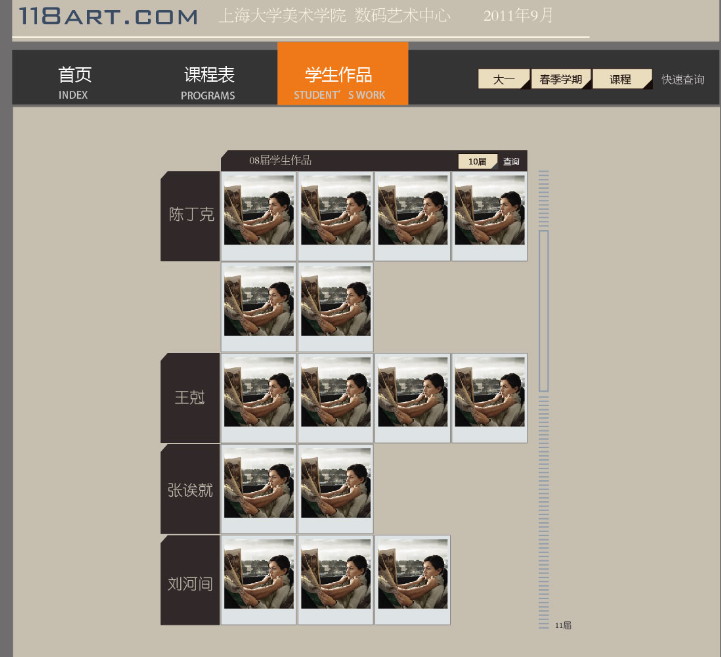 118ART.COM 上海大学美术学院 数码艺术中心 2011年9月
首页 课程表 学生作品 大一 春季学期 课程 快速查询
INDEX PROGRAMS STUDENT'S WORK
08届学生作品 10届 查询
陈丁克
王尅
张诶就
刘河间
11届